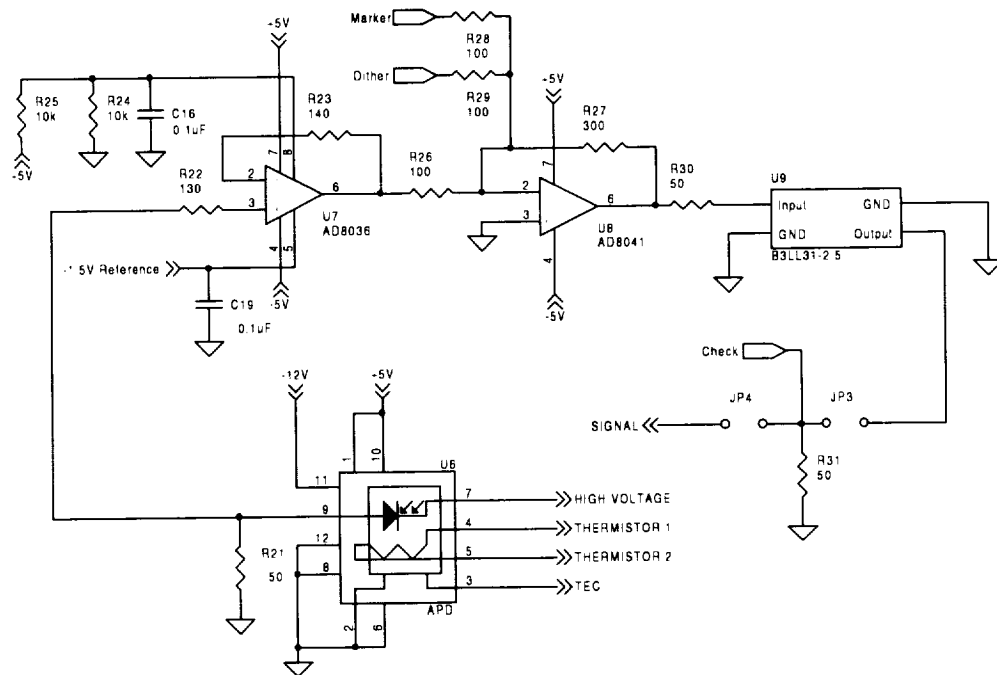 Marker
R28
100
+5V
Dither
R29
100
+5V
R25
10k
R24
10k
C16
0.1uF
R23
140
R27
300
-5V
7
8
7
R22
130
2
6
R26
100
2
6
R30
50
U9
3
U7
AD8036
3
U8
AD8041
Input
GND
GND
Output
B3LL31-2.5
4
5
4
-1.5V Reference
-5V
-5V
C19
0.1uF
Check
-12V
+5V
JP4
JP3
SIGNAL
R31
50
1
10
U6
11
7
HIGH VOLTAGE
9
4
THERMISTOR 1
12
5
THERMISTOR 2
R21
50
8
3
TEC
APD
2
6